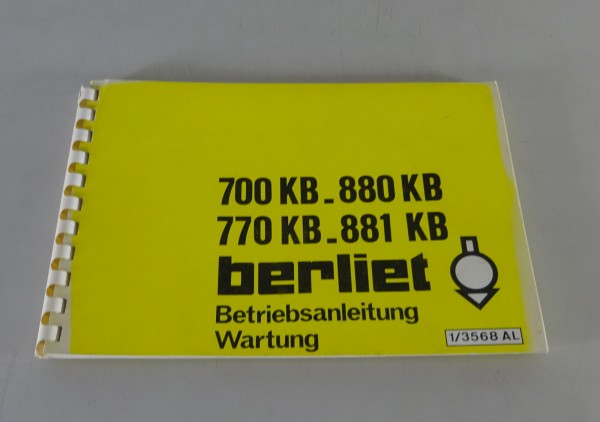 700 KB - 880 KB
770 KB - 881 KB
berliet
Betriebsanleitung
Wartung
1/3568 AL